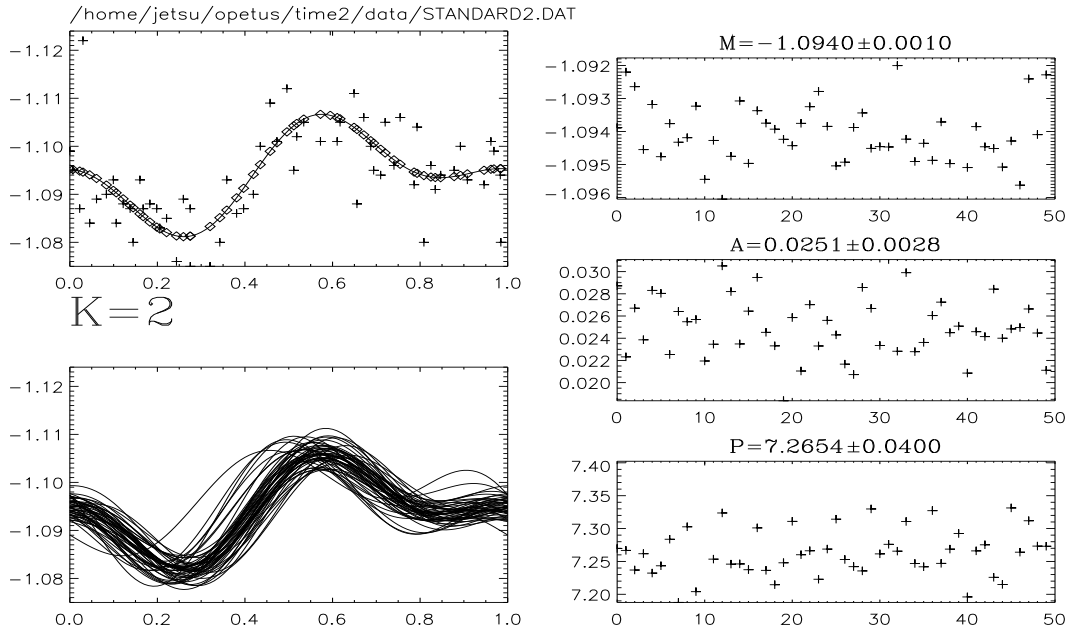 /home/jetsu/opetus/time2/data/STANDARD2.DAT
−1.12
−1.11
−1.10
−1.09
−1.08
0.0 0.2 0.4 0.6 0.8 1.0
K=2
−1.12
−1.11
−1.10
−1.09
−1.08
0.0 0.2 0.4 0.6 0.8 1.0
M=−1.0940±0.0010
−1.092
−1.093
−1.094
−1.095
−1.096
0 10 20 30 40 50
A=0.0251±0.0028
0.030
0.028
0.026
0.024
0.022
0.020
0 10 20 30 40 50
P=7.2654±0.0400
7.40
7.35
7.30
7.25
7.20
0 10 20 30 40 50